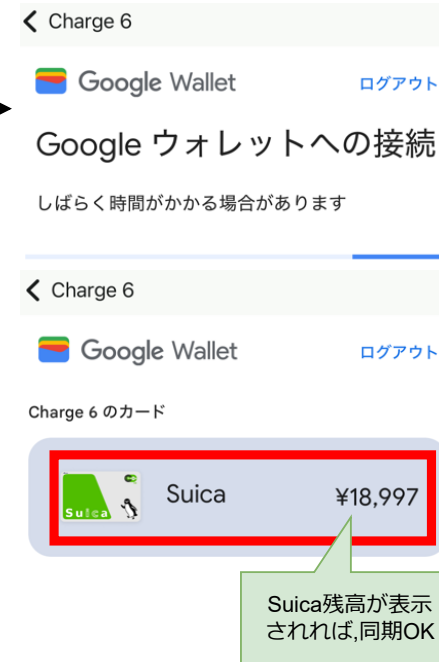 Charge 6
Google Wallet ログアウト
Google ウォレットへの接続
しばらく時間がかかる場合があります
Charge 6
Google Wallet ログアウト
Charge 6 のカード
Suica
Suica ¥18,997
Suica残高が表示
されれば,同期OK